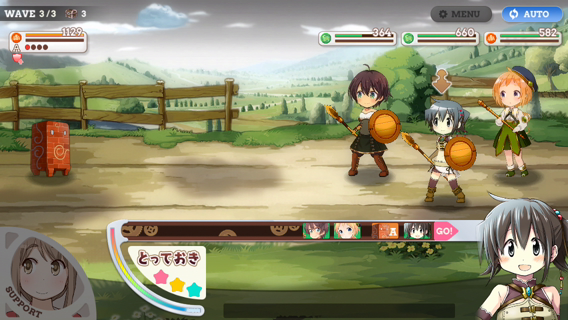 WAVE 3/3 3
MENU
AUTO
1129
A
364
660
582
A
GO!
とっておき
SUPPORT